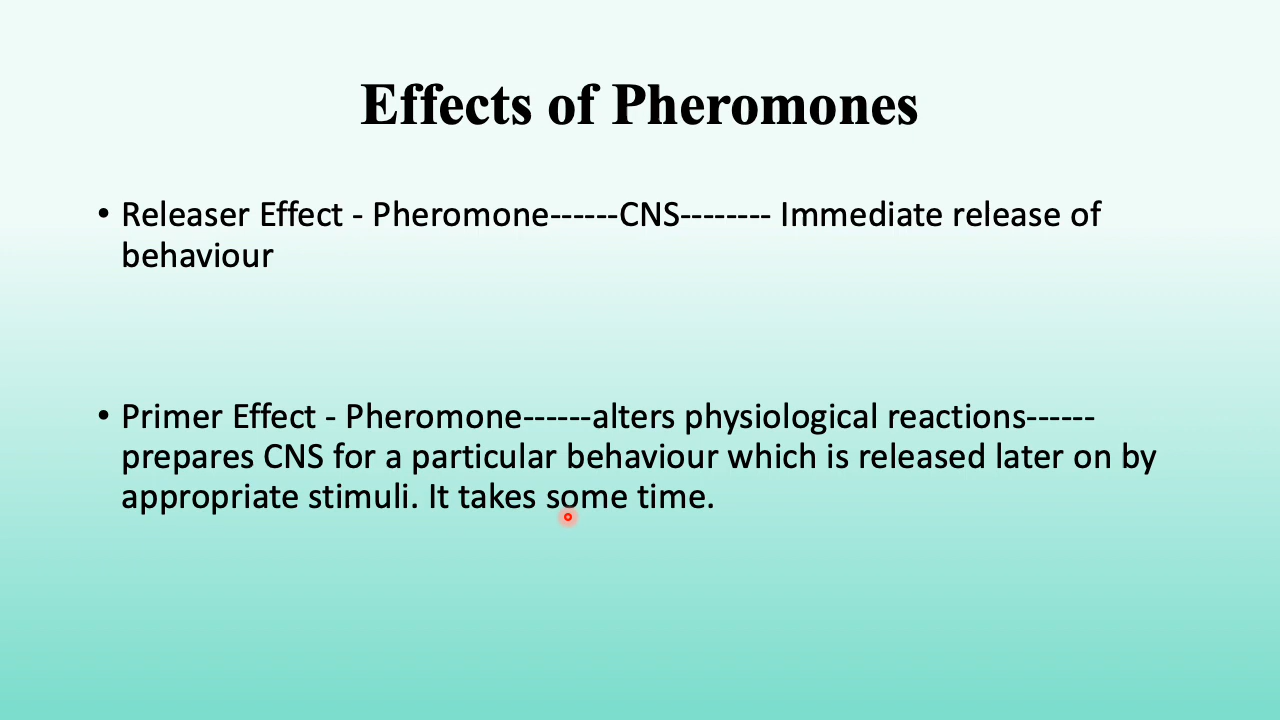 Effects of Pheromones
• Releaser Effect - Pheromone------CNS-------- Immediate release of
behaviour
• Primer Effect - Pheromone------alters physiological reactions------
prepares CNS for a particular behaviour which is released later on by
appropriate stimuli. It takes some time.